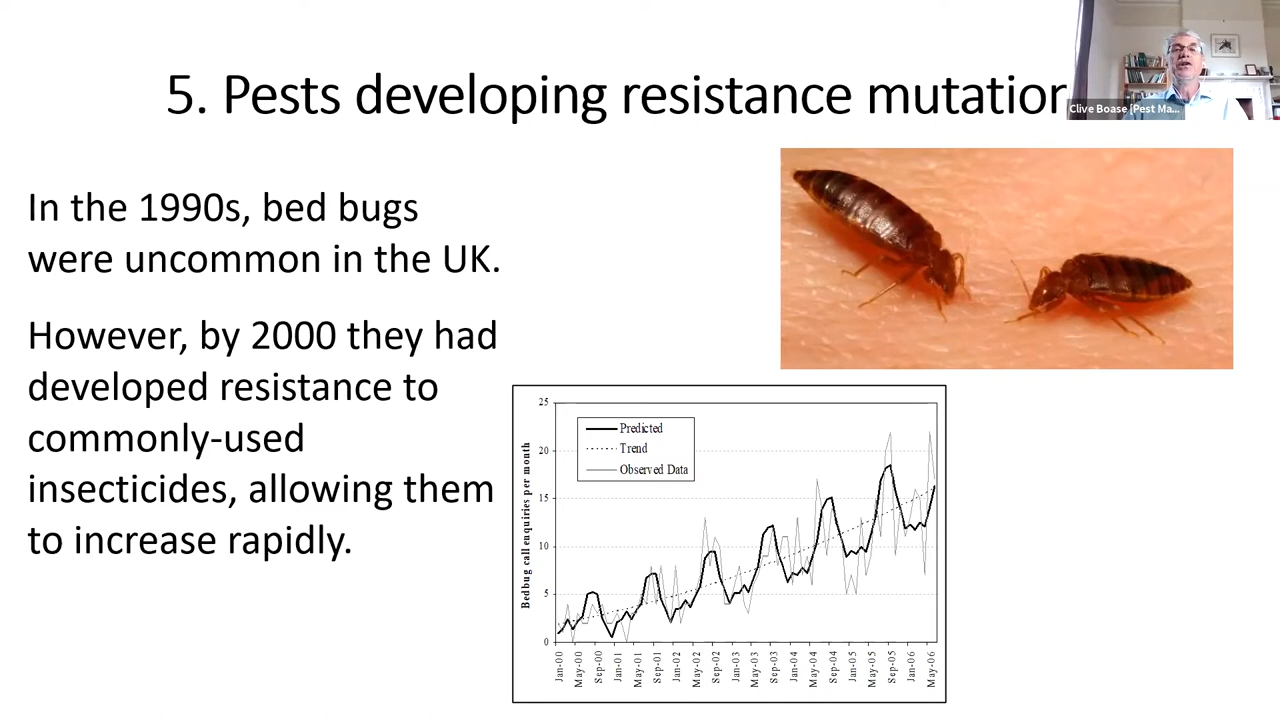 5. Pests developing resistance mutation
Clive Boase [Pest Ma...
In the 1990s, bed bugs
were uncommon in the UK.
However, by 2000 they had
developed resistance to
commonly-used
insecticides, allowing them
to increase rapidly.
Bedbug call enquiries per month
25
20
15
10
5
0
Predicted
Trend
Observed Data
Jan-00
May-00
Sep-00
Jan-01
May-01
Sep-01
Jan-02
May-02
Sep-02
Jan-03
May-03
Sep-03
Jan-04
May-04
Sep-04
Jan-05
May-05
Sep-05
Jan-06
May-06